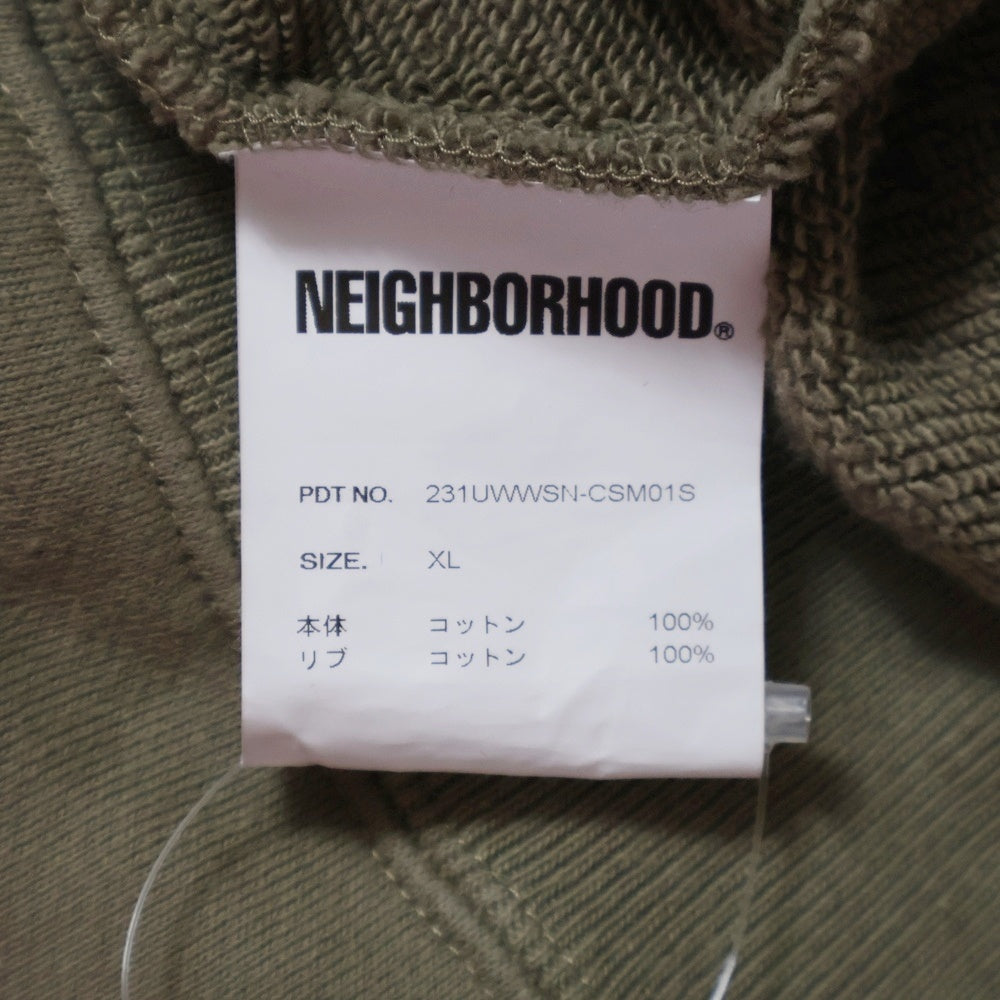 NEIGHBORHOOD®
PDT NO. 231UWWSN-CSM01S
SIZE. XL
本体 コットン 100%
リブ コットン 100%